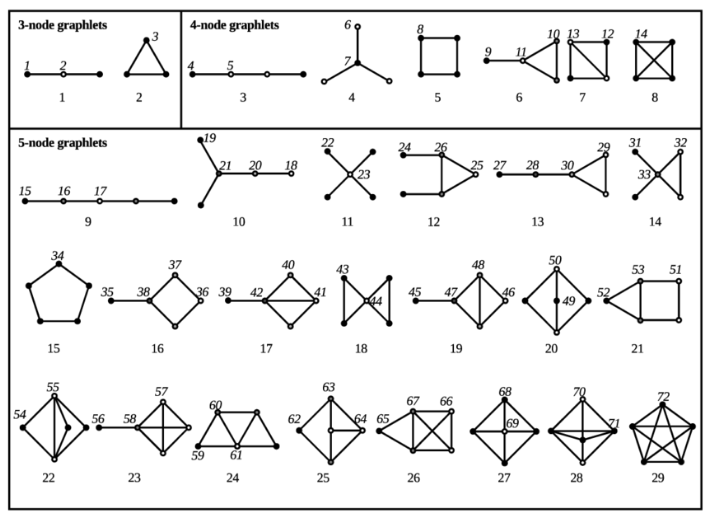 3-node graphlets
4-node graphlets
1 2 3
1 2
4 5 6 7 8 9 11 10 13 12 14
3 4 5 6 7 8
5-node graphlets
15 16 17 19 21 20 18 22 23 24 26 25 27 28 30 29 31 33 32
9 10 11 12 13 14
34 35 38 37 36 39 42 40 41 43 44 45 47 48 46 50 49 52 53 51
15 16 17 18 19 20 21
54 55 56 58 57 60 59 61 62 63 64 65 67 66 68 69 70 71 72
22 23 24 25 26 27 28 29